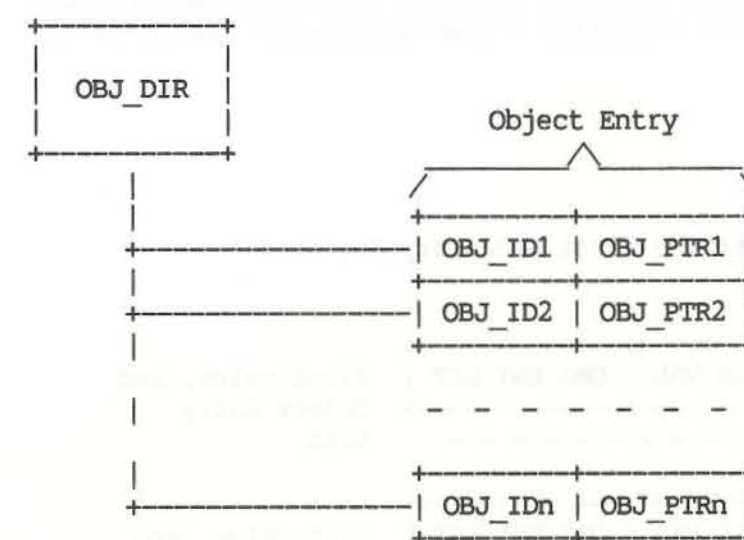 OBJ_DIR
Object Entry
OBJ_ID1 | OBJ_PTR1
OBJ_ID2 | OBJ_PTR2
OBJ_IDn | OBJ_PTRn